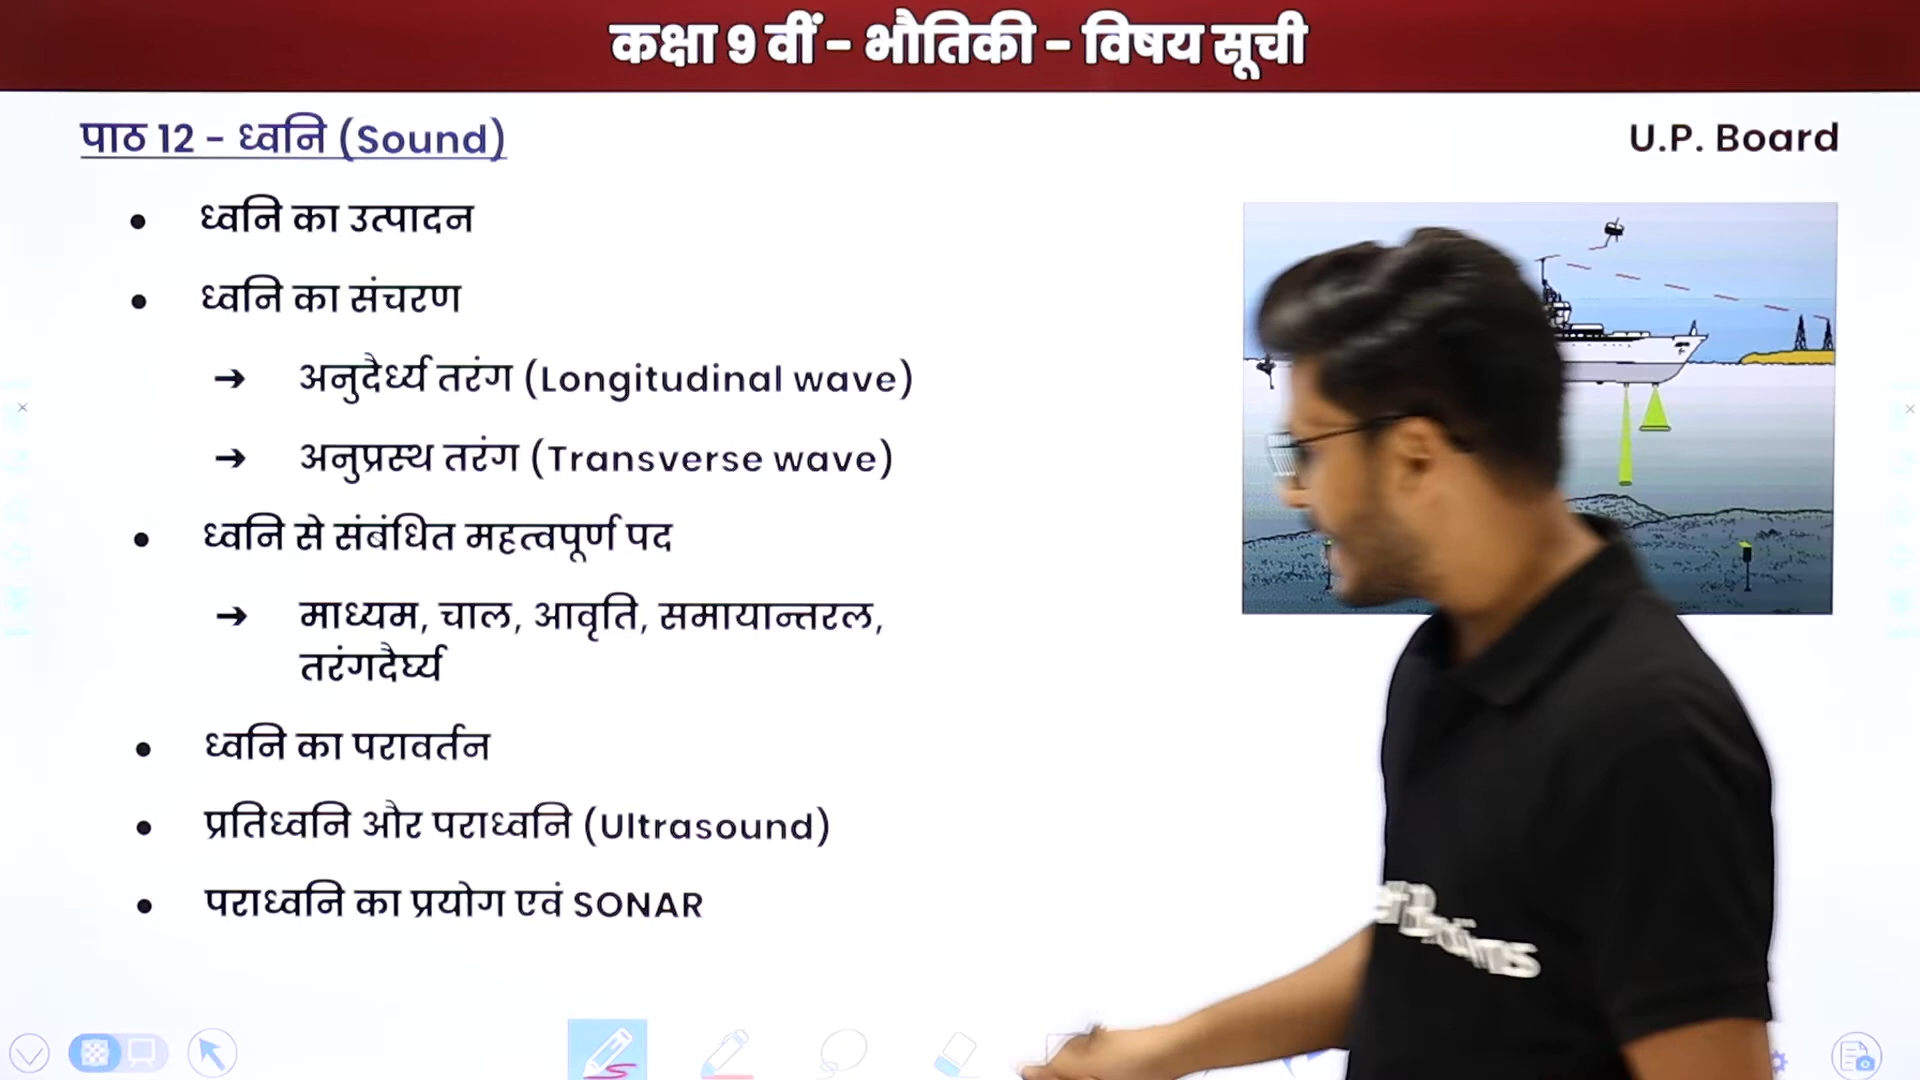 कक्षा 9 वीं - भौतिकी - विषय सूची
पाठ 12 - ध्वनि (Sound)
U.P. Board
ध्वनि का उत्पादन
ध्वनि का संचरण
अनुदैर्ध्य तरंग (Longitudinal wave)
अनुप्रस्थ तरंग (Transverse wave)
ध्वनि से संबंधित महत्वपूर्ण पद
माध्यम, चाल, आवृति, समायान्तरल,
तरंगदैर्घ्य
ध्वनि का परावर्तन
प्रतिध्वनि और पराध्वनि (Ultrasound)
पराध्वनि का प्रयोग एवं SONAR